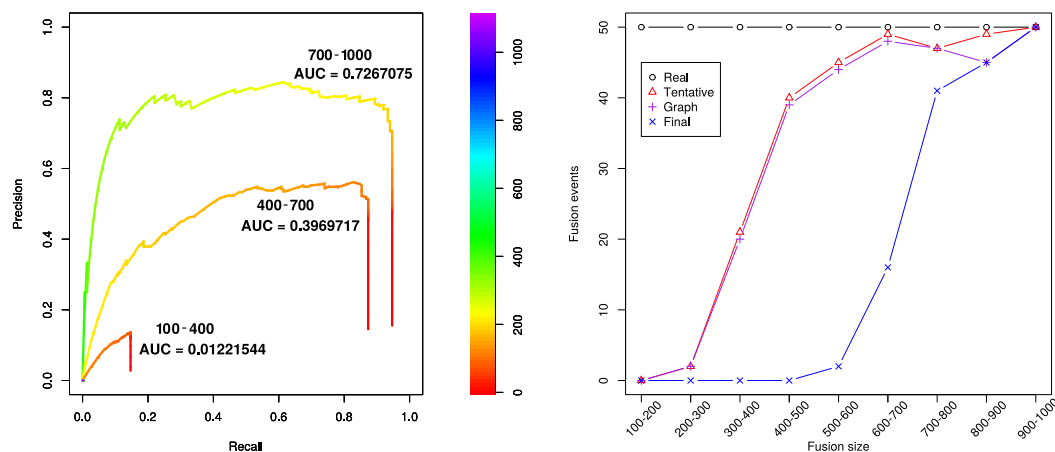 1.0
0.8
0.6
0.4
0.2
0.0
Precision
0.0 0.2 0.4 0.6 0.8 1.0
Recall
700-1000
AUC = 0.7267075
400-700
AUC = 0.3969717
100-400
AUC = 0.01221544
1000
800
600
400
200
0
50
40
30
20
10
0
Fusion events
Real
Tentative
Graph
Final
100-200 200-300 300-400 400-500 500-600 600-700 700-800 800-900 900-1000
Fusion size